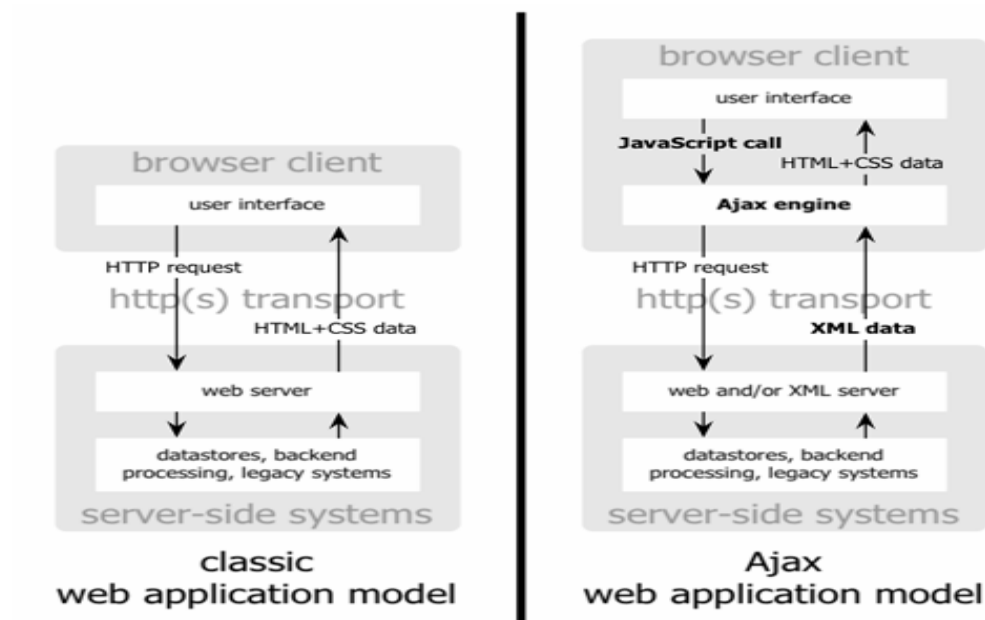 browser client
user interface
HTTP request
http(s) transport
HTML+CSS data
web server
datastores, backend
processing, legacy systems
server-side systems
classic
web application model
browser client
user interface
JavaScript call
HTML+CSS data
Ajax engine
HTTP request
http(s) transport
XML data
web and/or XML server
datastores, backend
processing, legacy systems
server-side systems
Ajax
web application model